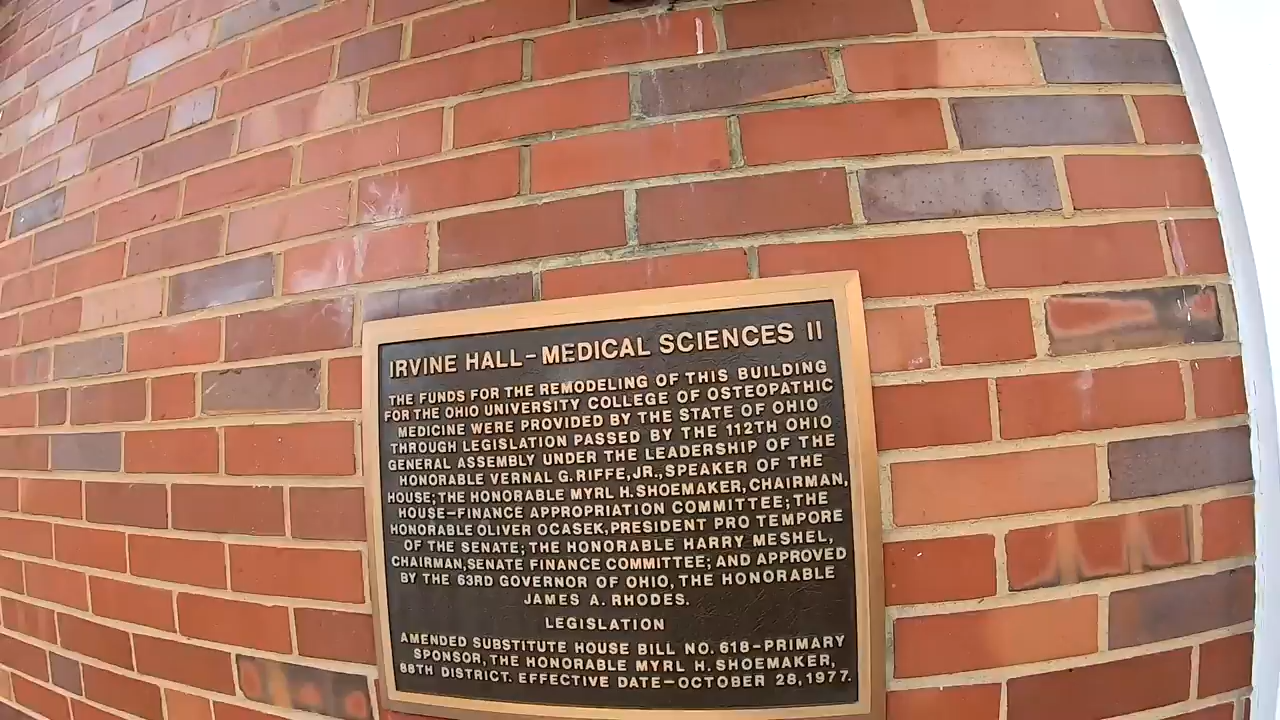 IRVINE HALL-MEDICAL SCIENCES II
THE FUNDS FOR THE REMODELING OF THIS BUILDING
FOR THE OHIO UNIVERSITY COLLEGE OF OSTEOPATHIC
MEDICINE WERE PROVIDED BY THE STATE OF OHIO
THROUGH LEGISLATION PASSED BY THE 112TH OHIO
GENERAL ASSEMBLY UNDER THE LEADERSHIP OF THE
HONORABLE VERNAL G. RIFFE, JR., SPEAKER OF THE
HOUSE; THE HONORABLE MYRL H. SHOEMAKER, CHAIRMAN,
HOUSE-FINANCE APPROPRIATION COMMITTEE; THE
HONORABLE OLIVER OCASEK, PRESIDENT PRO TEMPORE
OF THE SENATE; THE HONORABLE HARRY MESHEL,
CHAIRMAN, SENATE FINANCE COMMITTEE; AND APPROVED
BY THE 63RD GOVERNOR OF OHIO, THE HONORABLE
JAMES A. RHODES.
LEGISLATION
AMENDED SUBSTITUTE HOUSE BILL NO. 618-PRIMARY
SPONSOR, THE HONORABLE MYRL H. SHOEMAKER,
88TH DISTRICT. EFFECTIVE DATE-OCTOBER 28, 1977.